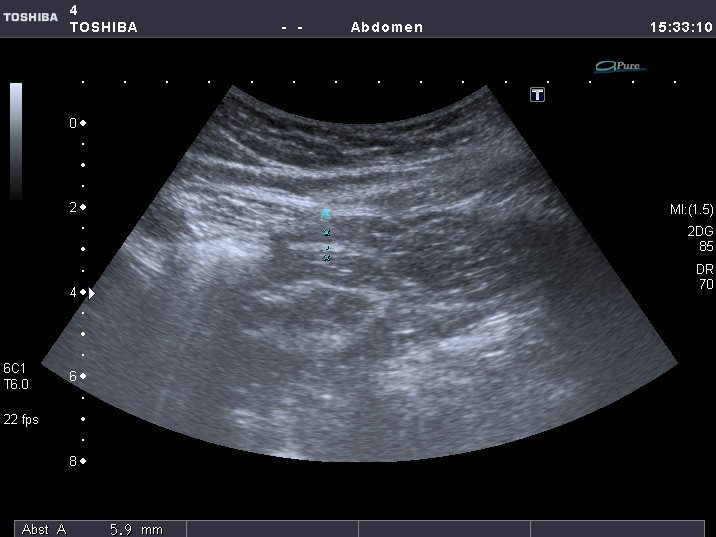 TOSHIBA
4
TOSHIBA
- -
Abdomen
15:33:10
aPure
T
0
2
4
6
8
A
MI:(1.5)
2DG
85
DR
70
6C1
T6.0
22 fps
Abst A 5.9 mm